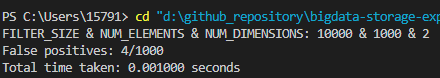 PS C:\Users\15791> cd "d:\github_repository\bigdata-storage-exp
FILTER_SIZE & NUM_ELEMENTS & NUM_DIMENSIONS: 10000 & 1000 & 2
False positives: 4/1000
Total time taken: 0.001000 seconds